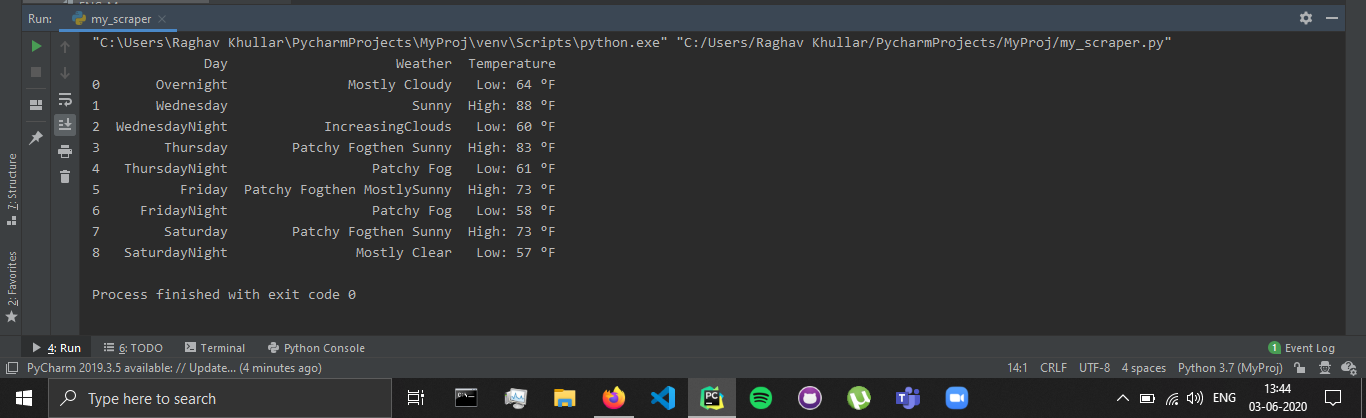 Run: my_scraper
"C:\Users\Raghav Khullar\PycharmProjects\MyProj\venv\Scripts\python.exe" "C:/Users/Raghav Khullar/PycharmProjects/MyProj/my_scraper.py"
Day Weather Temperature
0 Overnight Mostly Cloudy Low: 64 °F
1 Wednesday Sunny High: 88 °F
2 WednesdayNight IncreasingClouds Low: 60 °F
3 Thursday Patchy Fogthen Sunny High: 83 °F
4 ThursdayNight Patchy Fog Low: 61 °F
5 Friday Patchy Fogthen MostlySunny High: 73 °F
6 FridayNight Patchy Fog Low: 58 °F
7 Saturday Patchy Fogthen Sunny High: 73 °F
8 SaturdayNight Mostly Clear Low: 57 °F
Process finished with exit code 0
7: Structure
2: Favorites
4: Run 6: TODO Terminal Python Console 1 Event Log
PyCharm 2019.3.5 available: // Update... (4 minutes ago) 14:1 CRLF UTF-8 4 spaces Python 3.7 (MyProj)
Type here to search PC ENG 13:44
03-06-2020